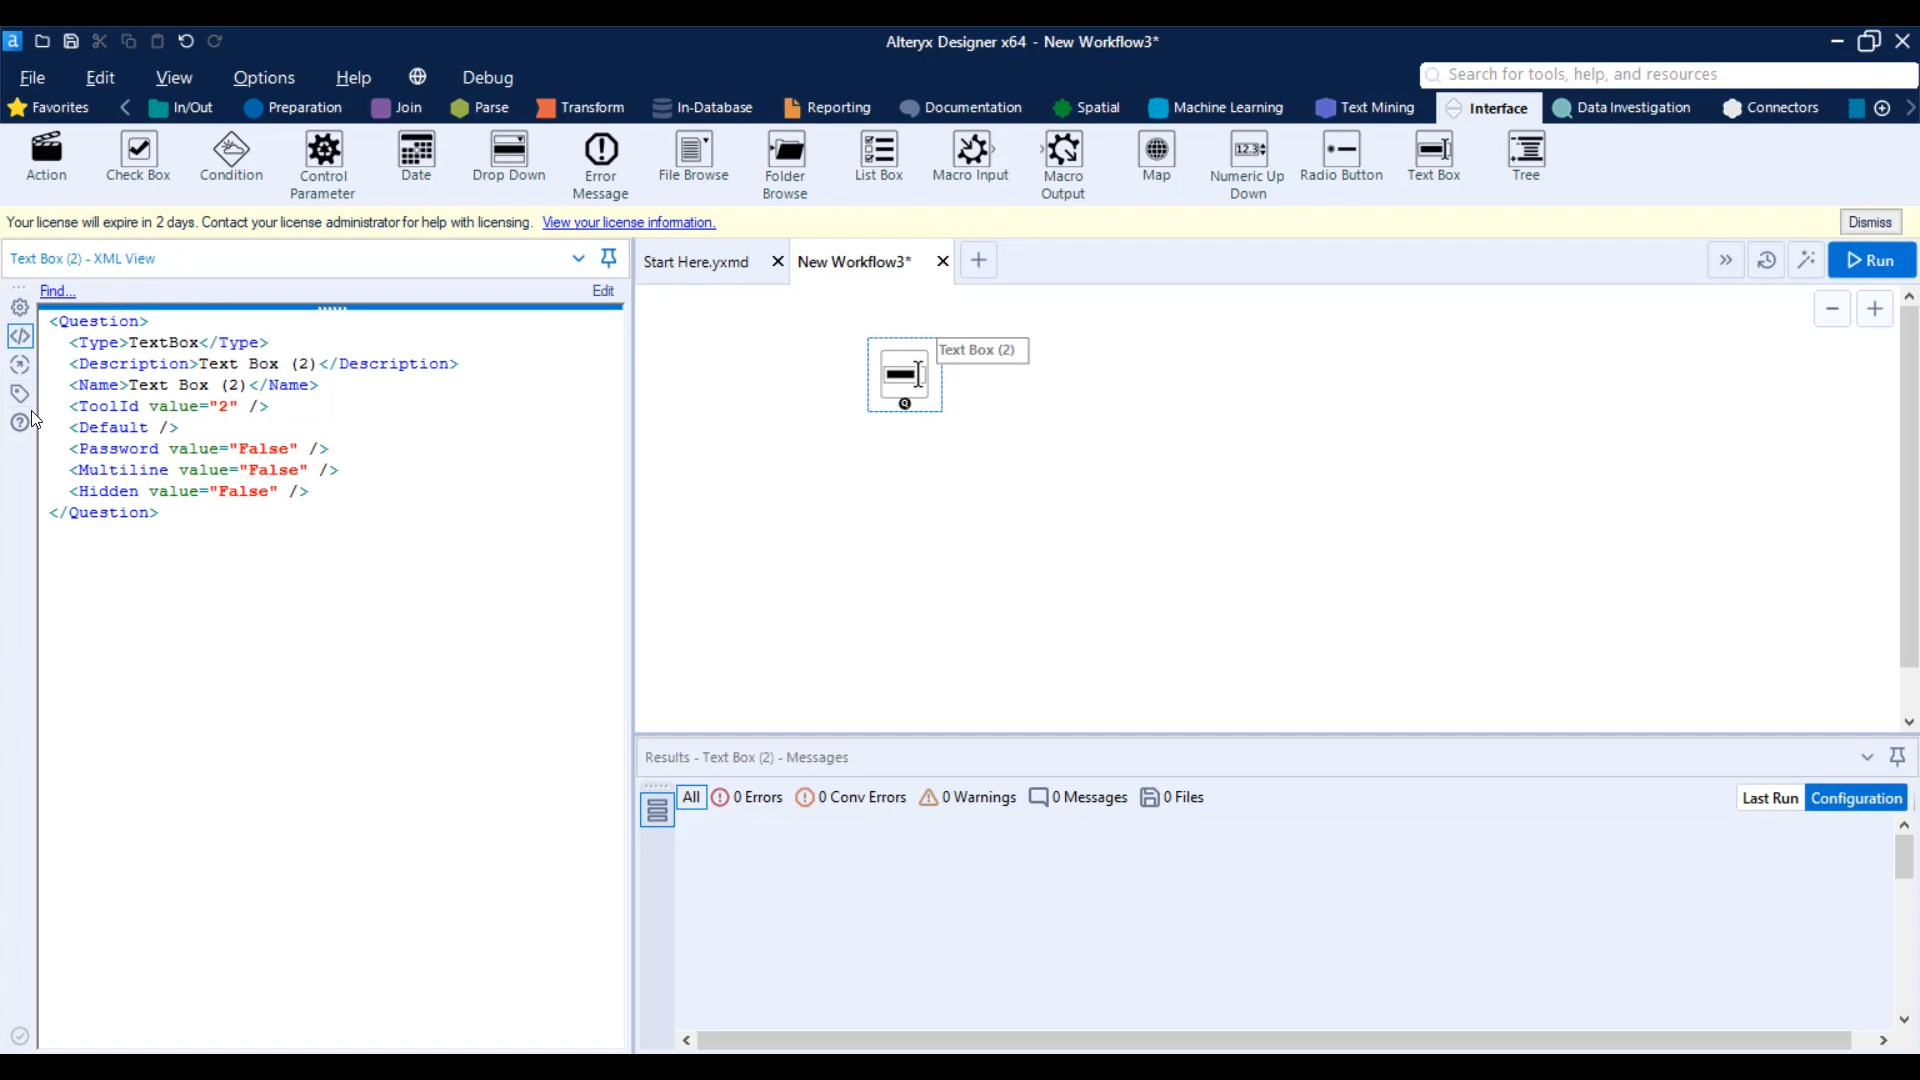 a Alteryx Designer x64 - New Workflow3*
File Edit View Options Help Debug Search for tools, help, and resources
Favorites In/Out Preparation Join Parse Transform In-Database Reporting Documentation Spatial Machine Learning Text Mining Interface Data Investigation Connectors
Action Check Box Condition Control Parameter Date Drop Down Error Message File Browse Folder Browse List Box Macro Input Macro Output Map Numeric Up Down Radio Button Text Box Tree
Your license will expire in 2 days. Contact your license administrator for help with licensing. View your license information. Dismiss
Text Box (2) - XML View
Find... Edit
<Question>
<Type>TextBox</Type>
<Description>Text Box (2)</Description>
<Name>Text Box (2)</Name>
<ToolId value="2" />
<Default />
<Password value="False" />
<Multiline value="False" />
<Hidden value="False" />
</Question>
Start Here.yxmd New Workflow3* Run
Text Box (2)
Q
Results - Text Box (2) - Messages
All 0 Errors 0 Conv Errors 0 Warnings 0 Messages 0 Files Last Run Configuration